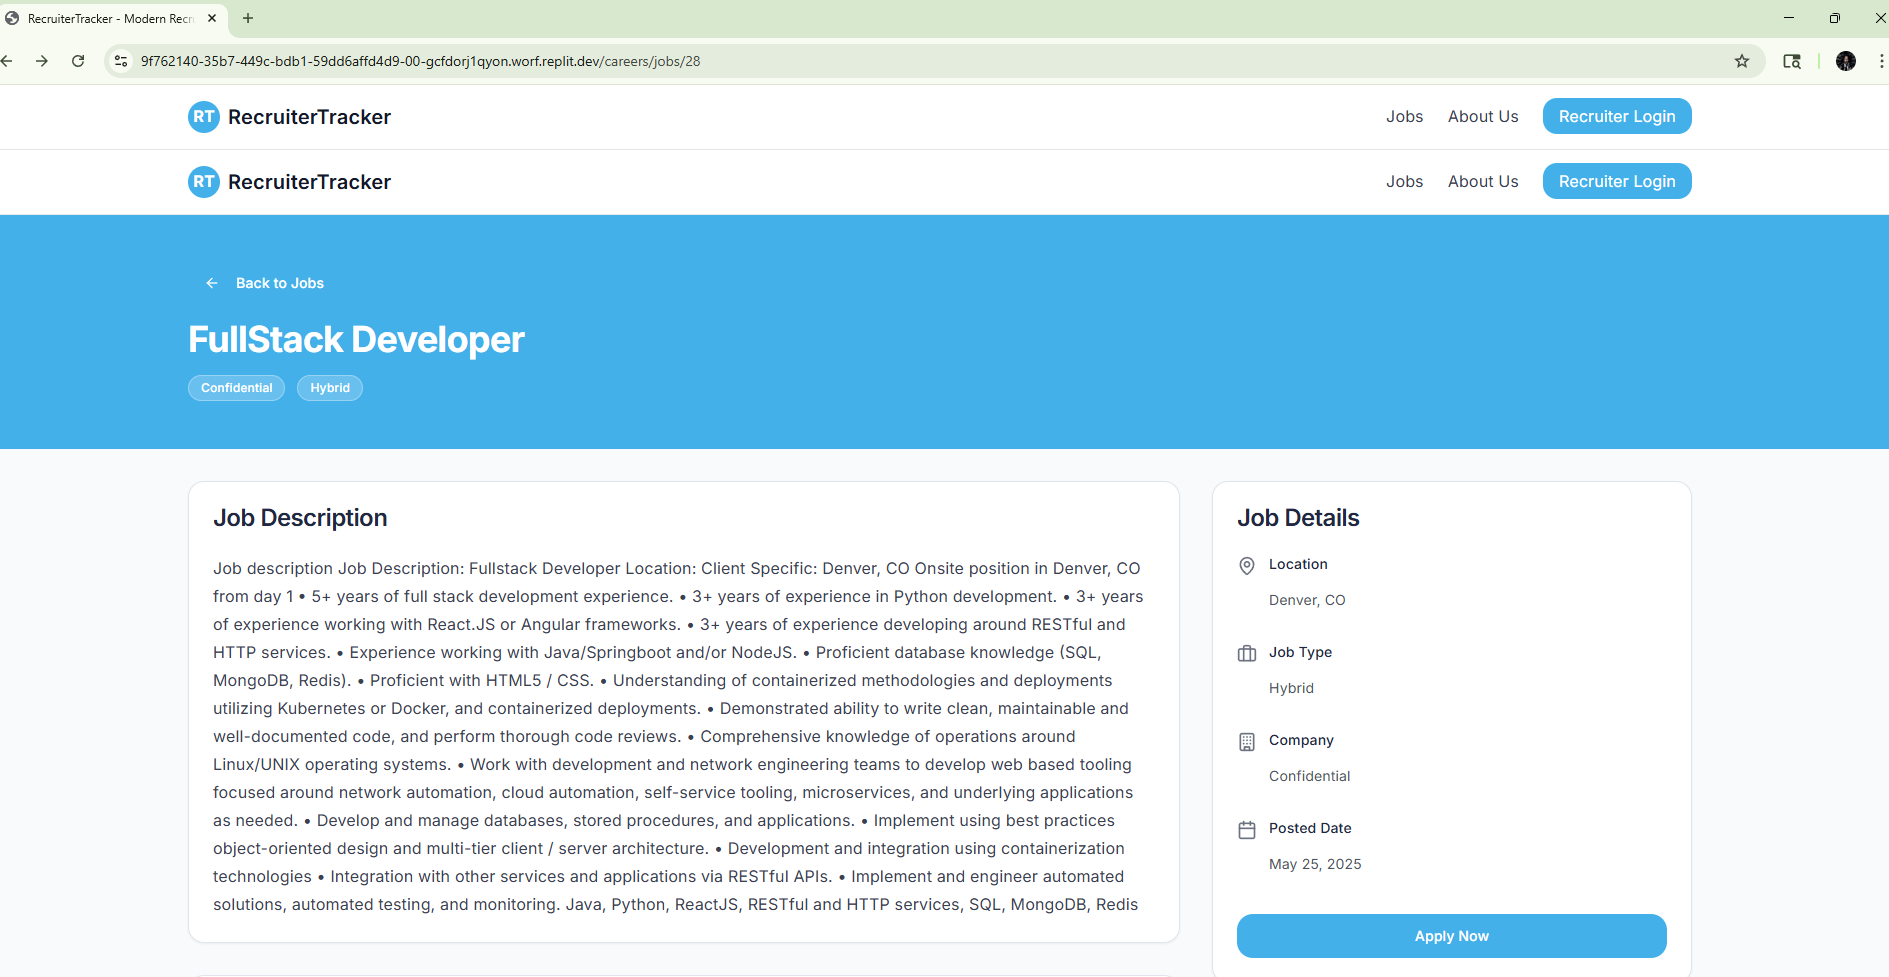 RecruiterTracker - Modern Recr
9f762140-35b7-449c-bdb1-59dd6affd4d9-00-gcfdorj1qyon.worf.replit.dev/careers/jobs/28
RT RecruiterTracker Jobs About Us Recruiter Login
RT RecruiterTracker Jobs About Us Recruiter Login
Back to Jobs
FullStack Developer
Confidential Hybrid
Job Description
Job description Job Description: Fullstack Developer Location: Client Specific: Denver, CO Onsite position in Denver, CO
from day 1 • 5+ years of full stack development experience. • 3+ years of experience in Python development. • 3+ years
of experience working with React.JS or Angular frameworks. • 3+ years of experience developing around RESTful and
HTTP services. • Experience working with Java/Springboot and/or NodeJS. • Proficient database knowledge (SQL,
MongoDB, Redis). • Proficient with HTML5 / CSS. • Understanding of containerized methodologies and deployments
utilizing Kubernetes or Docker, and containerized deployments. • Demonstrated ability to write clean, maintainable and
well-documented code, and perform thorough code reviews. • Comprehensive knowledge of operations around
Linux/UNIX operating systems. • Work with development and network engineering teams to develop web based tooling
focused around network automation, cloud automation, self-service tooling, microservices, and underlying applications
as needed. • Develop and manage databases, stored procedures, and applications. • Implement using best practices
object-oriented design and multi-tier client / server architecture. • Development and integration using containerization
technologies • Integration with other services and applications via RESTful APIs. • Implement and engineer automated
solutions, automated testing, and monitoring. Java, Python, ReactJS, RESTful and HTTP services, SQL, MongoDB, Redis
Job Details
Location
Denver, CO
Job Type
Hybrid
Company
Confidential
Posted Date
May 25, 2025
Apply Now